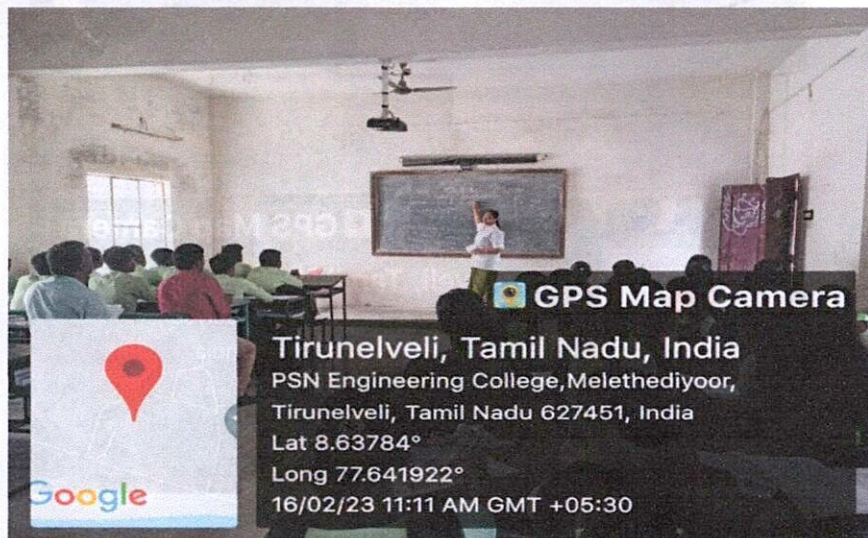 GPS Map Camera
Tirunelveli, Tamil Nadu, India
PSN Engineering College,Melethediyoor,
Tirunelveli, Tamil Nadu 627451, India
Lat 8.63784°
Long 77.641922°
16/02/23 11:11 AM GMT +05:30
Google